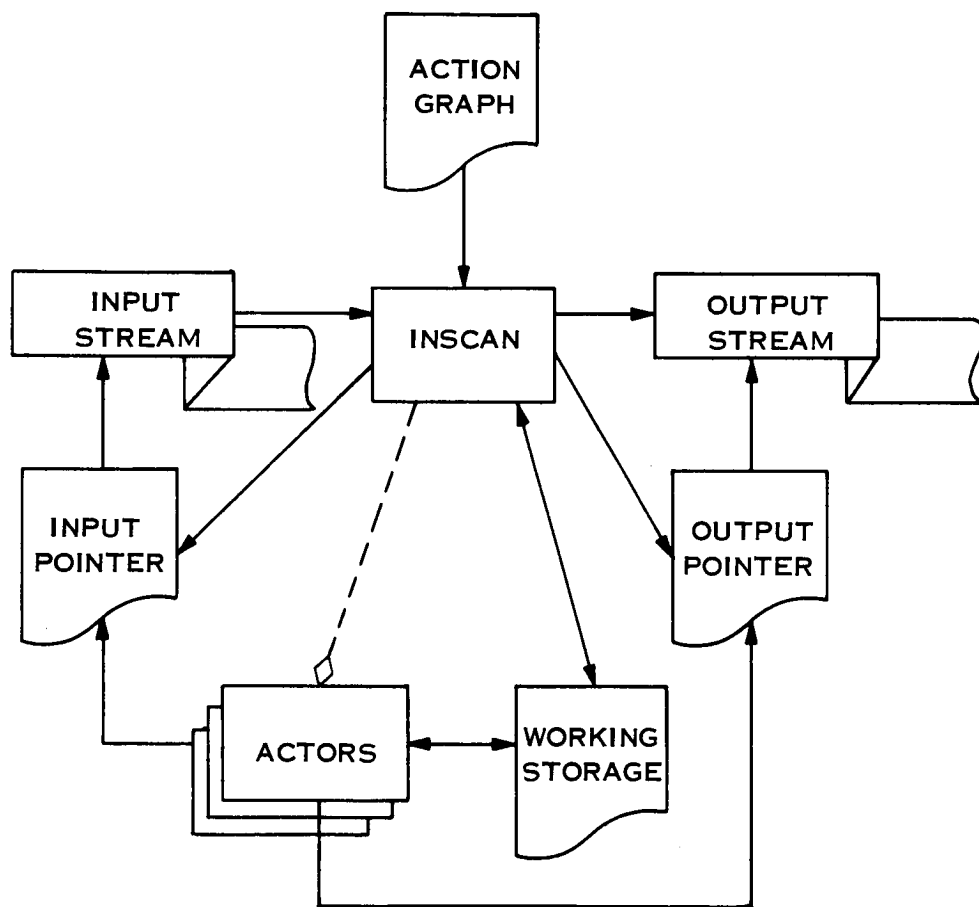 ACTION
GRAPH
INPUT
STREAM
INSCAN
OUTPUT
STREAM
INPUT
POINTER
OUTPUT
POINTER
ACTORS
WORKING
STORAGE